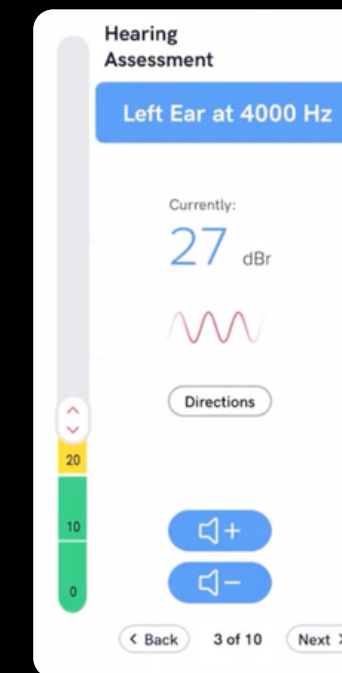 Hearing
Assessment
Left Ear at 4000 Hz
Currently:
27 dBr
Directions
20
10
0
+
−
< Back 3 of 10 Next >